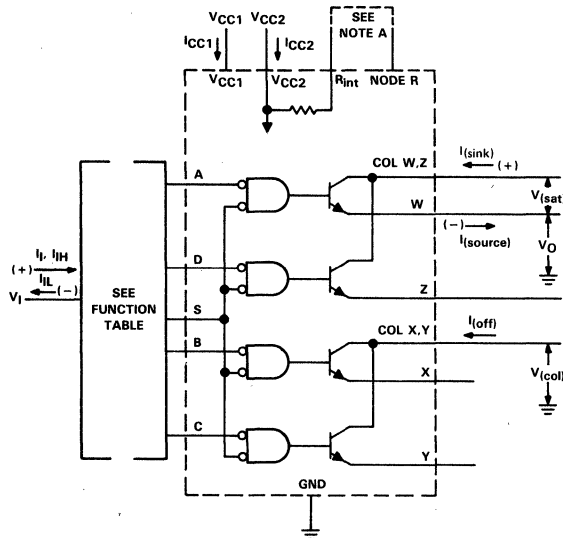 VCC1 VCC2 SEE NOTE A
ICC1 ICC2
VCC1 VCC2 Rint NODE R
A
COL W,Z
I(sink) (+)
V(sat)
W
(−)
I(source)
VO
D
Z
(+) II, IIH
IIL (−)
VI
SEE
FUNCTION
TABLE
S
COL X,Y
I(off)
B
V(col)
X
C
Y
GND